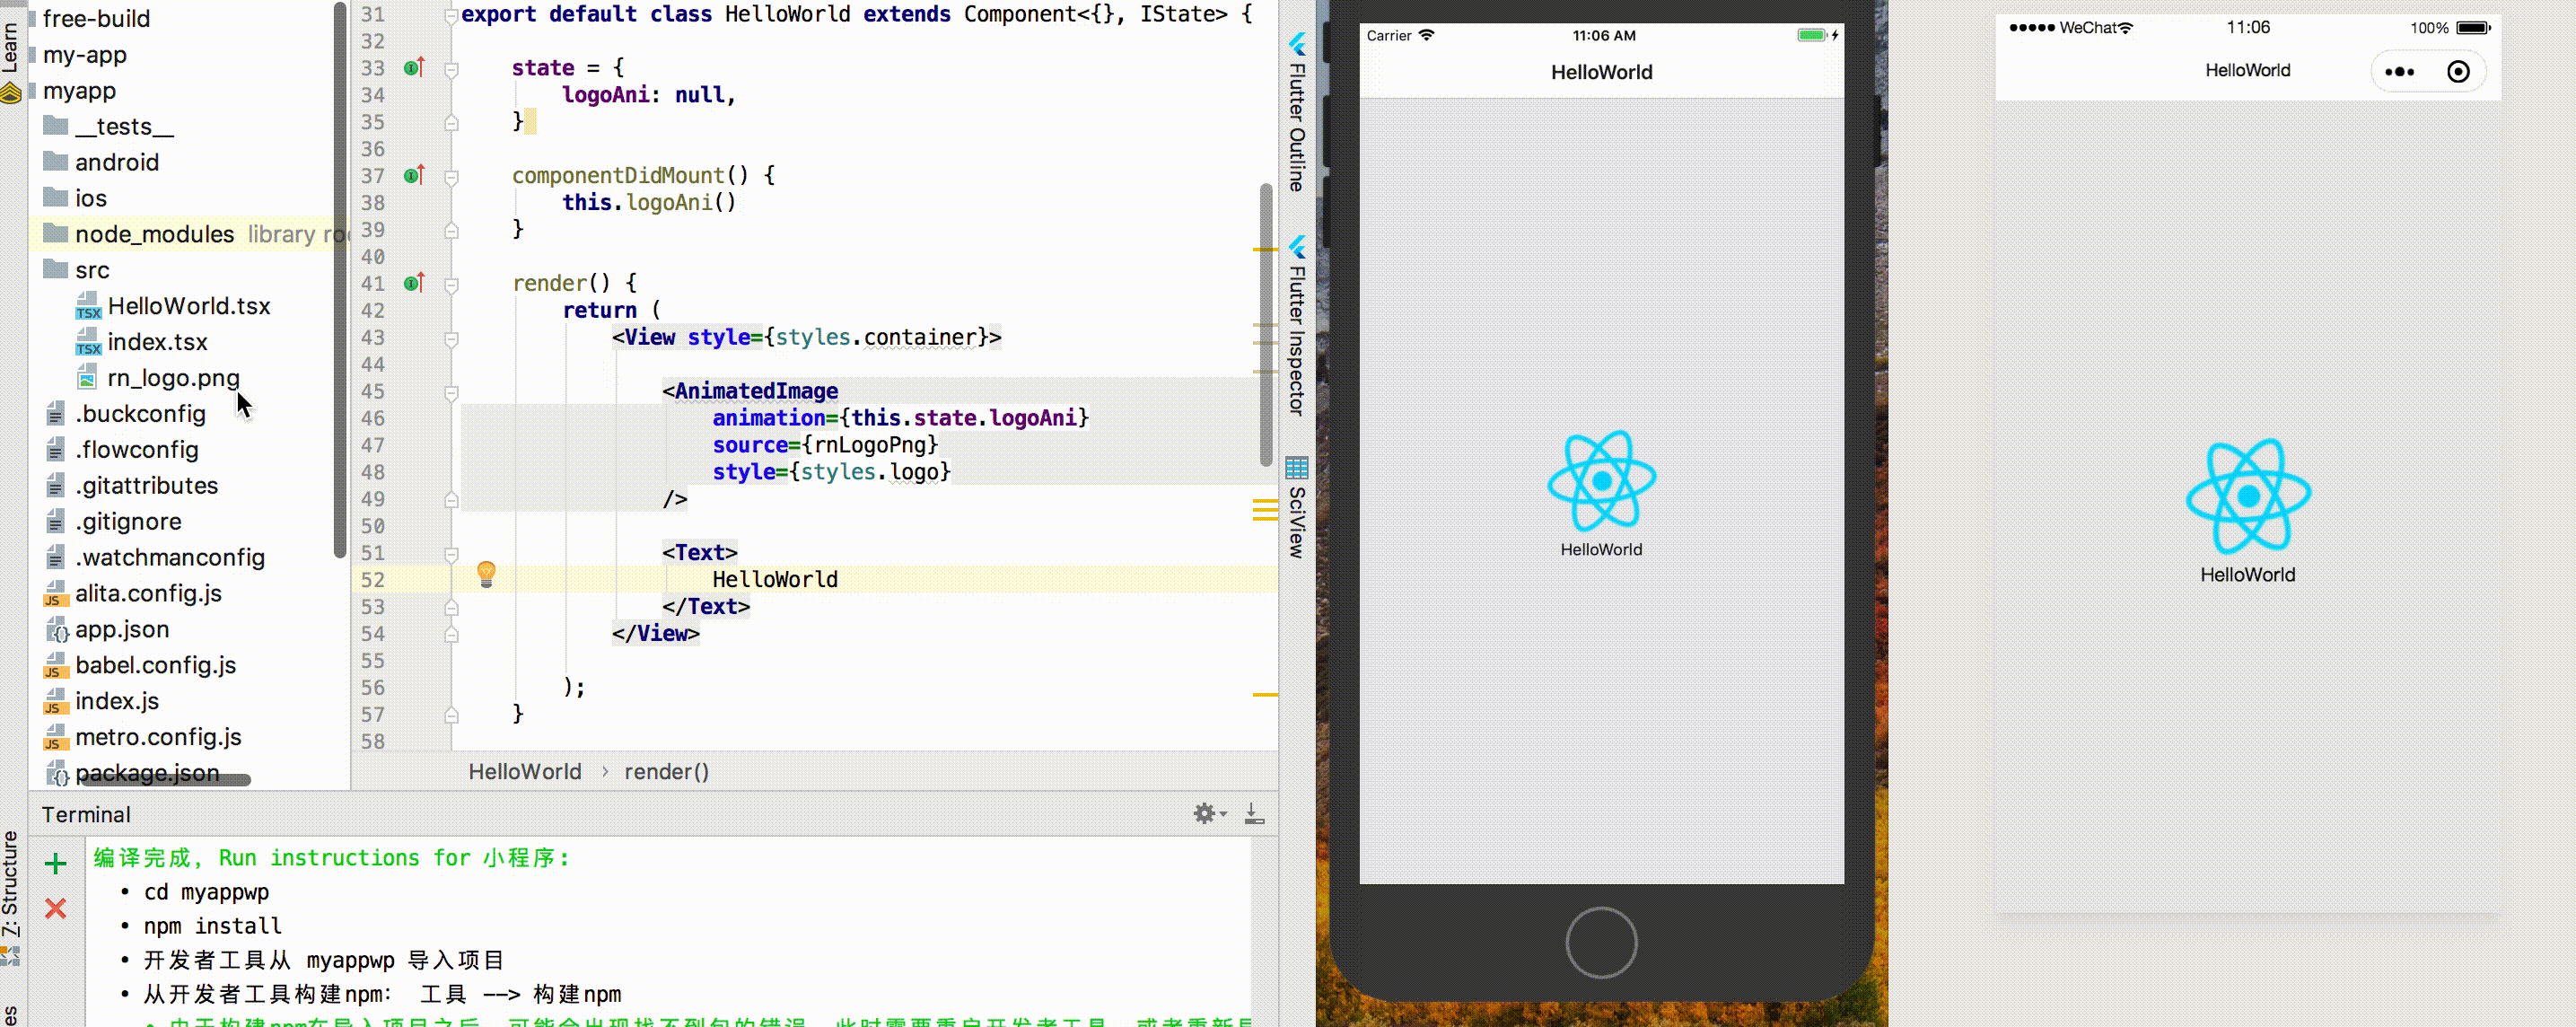 Learn
Z: Structure
es
free-build
my-app
myapp
__tests__
android
ios
node_modules library ro
src
TSX HelloWorld.tsx
TSX index.tsx
rn_logo.png
.buckconfig
.flowconfig
.gitattributes
.gitignore
.watchmanconfig
JS alita.config.js
app.json
JS babel.config.js
JS index.js
JS metro.config.js
package.json
31 export default class HelloWorld extends Component<{}, IState> {
32
33 state = {
34 logoAni: null,
35 }
36
37 componentDidMount() {
38 this.logoAni()
39 }
40
41 render() {
42 return (
43 <View style={styles.container}>
44
45 <AnimatedImage
46 animation={this.state.logoAni}
47 source={rnLogoPng}
48 style={styles.logo}
49 />
50
51 <Text>
52 HelloWorld
53 </Text>
54 </View>
55
56 );
57 }
58
HelloWorld › render()
Terminal
编译完成, Run instructions for 小程序:
• cd myappwp
• npm install
• 开发者工具从 myappwp 导入项目
• 从开发者工具构建npm: 工具 --> 构建npm
Flutter Outline
Flutter Inspector
SciView
Carrier 11:06 AM
HelloWorld
HelloWorld
WeChat 11:06 100%
HelloWorld
HelloWorld